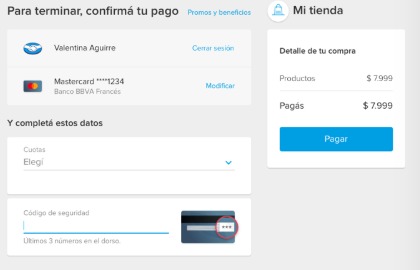 Para terminar, confirmá tu pago
Promos y beneficios
Valentina Aguirre
Cerrar sesión
Mastercard ****1234
Banco BBVA Francés
Modificar
Y completá estos datos
Cuotas
Elegí
Código de seguridad
Últimos 3 números en el dorso.
Mi tienda
Detalle de tu compra
Productos $ 7.999
Pagás $ 7.999
Pagar